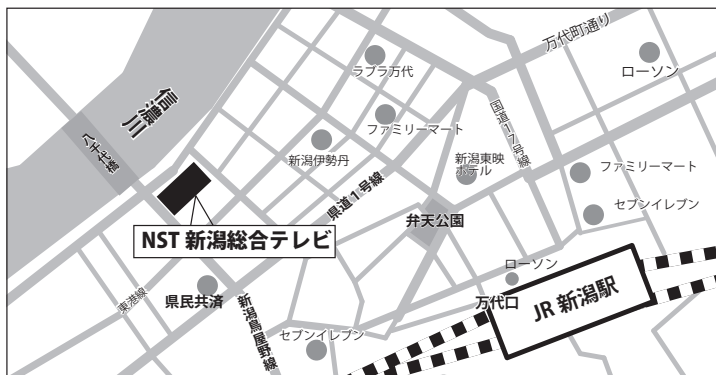 万代町通り
ラブラ万代
ローソン
信濃川
八千代橋
ファミリーマート
国道17号線
新潟伊勢丹
新潟東映
ホテル
ファミリーマート
県道1号線
セブンイレブン
弁天公園
NST 新潟総合テレビ
ローソン
東港線
県民共済
新潟鳥屋野線
万代口
JR 新潟駅
セブンイレブン